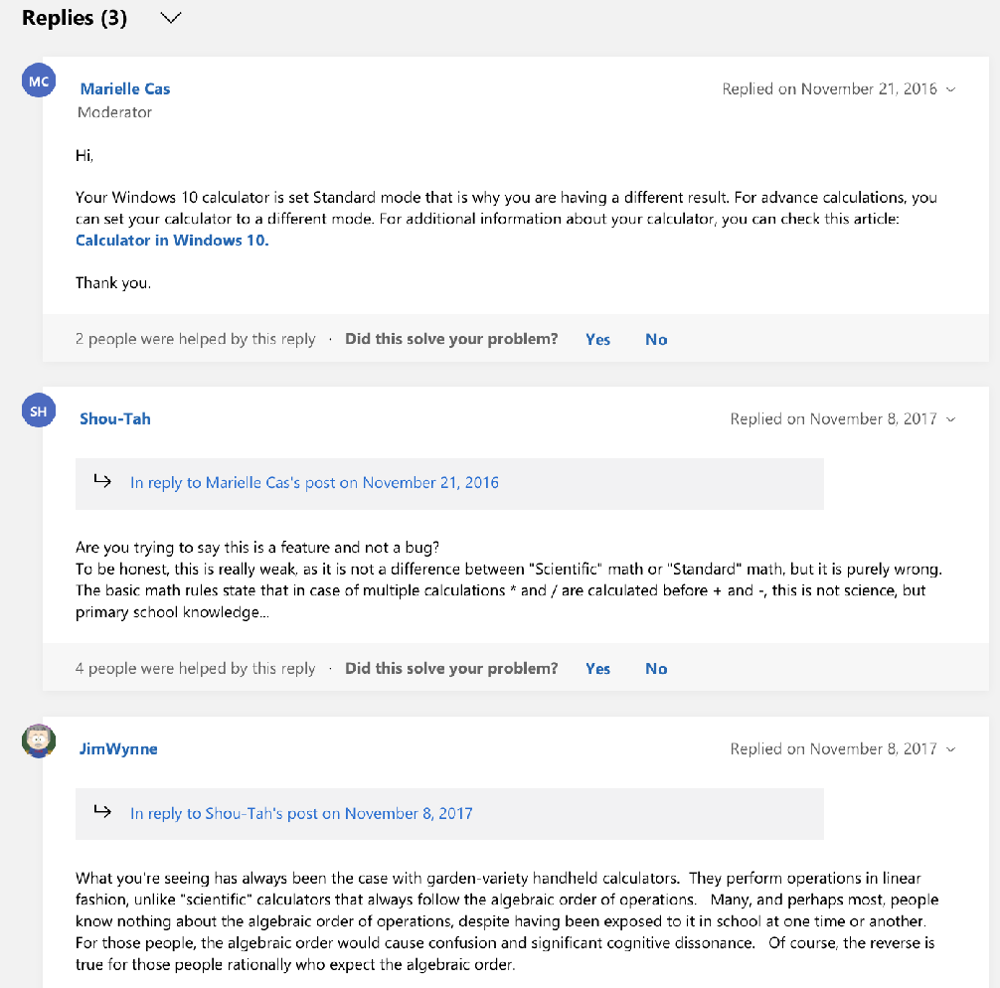 Replies (3)
MC
Marielle Cas
Replied on November 21, 2016
Moderator
Hi,
Your Windows 10 calculator is set Standard mode that is why you are having a different result. For advance calculations, you
can set your calculator to a different mode. For additional information about your calculator, you can check this article:
Calculator in Windows 10.
Thank you.
2 people were helped by this reply · Did this solve your problem? Yes No
SH
Shou-Tah
Replied on November 8, 2017
In reply to Marielle Cas's post on November 21, 2016
Are you trying to say this is a feature and not a bug?
To be honest, this is really weak, as it is not a difference between "Scientific" math or "Standard" math, but it is purely wrong.
The basic math rules state that in case of multiple calculations * and / are calculated before + and -, this is not science, but
primary school knowledge...
4 people were helped by this reply · Did this solve your problem? Yes No
JimWynne
Replied on November 8, 2017
In reply to Shou-Tah's post on November 8, 2017
What you're seeing has always been the case with garden-variety handheld calculators. They perform operations in linear
fashion, unlike "scientific" calculators that always follow the algebraic order of operations. Many, and perhaps most, people
know nothing about the algebraic order of operations, despite having been exposed to it in school at one time or another.
For those people, the algebraic order would cause confusion and significant cognitive dissonance. Of course, the reverse is
true for those people rationally who expect the algebraic order.